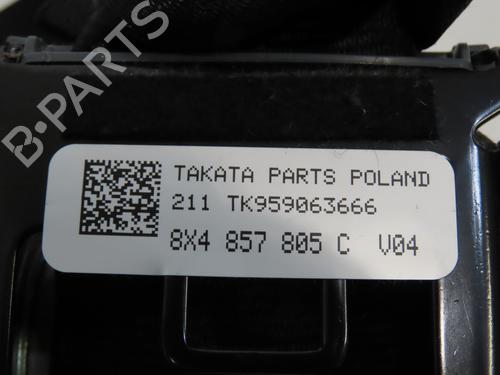 B-PARTS
TAKATA PARTS POLAND
211 TK959063666
8X4 857 805 C V04